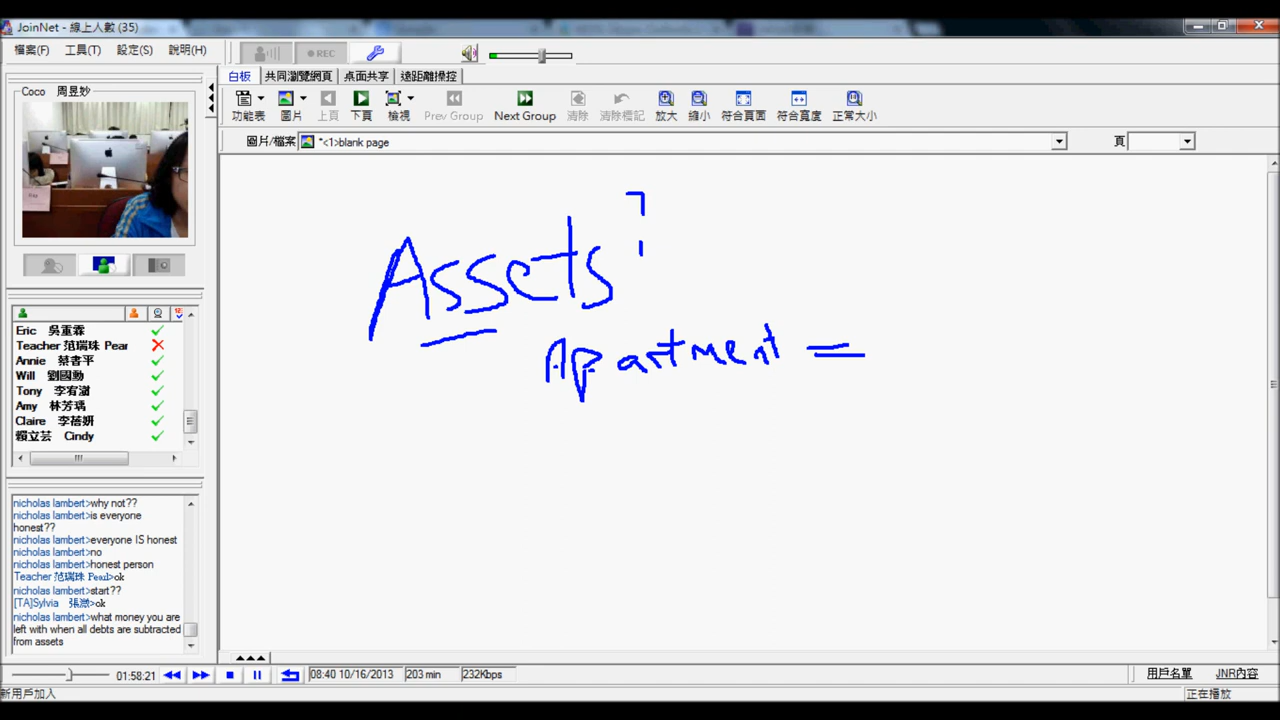 JoinNet - 線上人數 (35)
檔案(F) 工具(T) 設定(S) 說明(H)
REC
Coco 周昱妙
白板 共同瀏覽網頁 桌面共享 遠距離操控
功能表 圖片 上頁 下頁 檢視 Prev Group Next Group 清除 清除標記 放大 縮小 符合頁面 符合寬度 正常大小
圖片/檔案 *<1>blank page 頁
Assets?
Apartment =
Eric 吳重霖
Teacher 范瑞珠 Pear
Annie 蔡書平
Will 劉國動
Tony 李宥澍
Amy 林芳瑀
Claire 李蓓妍
賴立芸 Cindy
nicholas lambert>why not??
nicholas lambert>is everyone
honest??
nicholas lambert>everyone IS honest
nicholas lambert>no
nicholas lambert>honest person
Teacher 范瑞珠 Pearl>ok
nicholas lambert>start??
[TA]Sylvia 張>ok
nicholas lambert>what money you are
left with when all debts are subtracted
from assets
01:58:21 08:40 10/16/2013 203 min 232Kbps 用戶名單 JNR內容
新用戶加入 正在播放